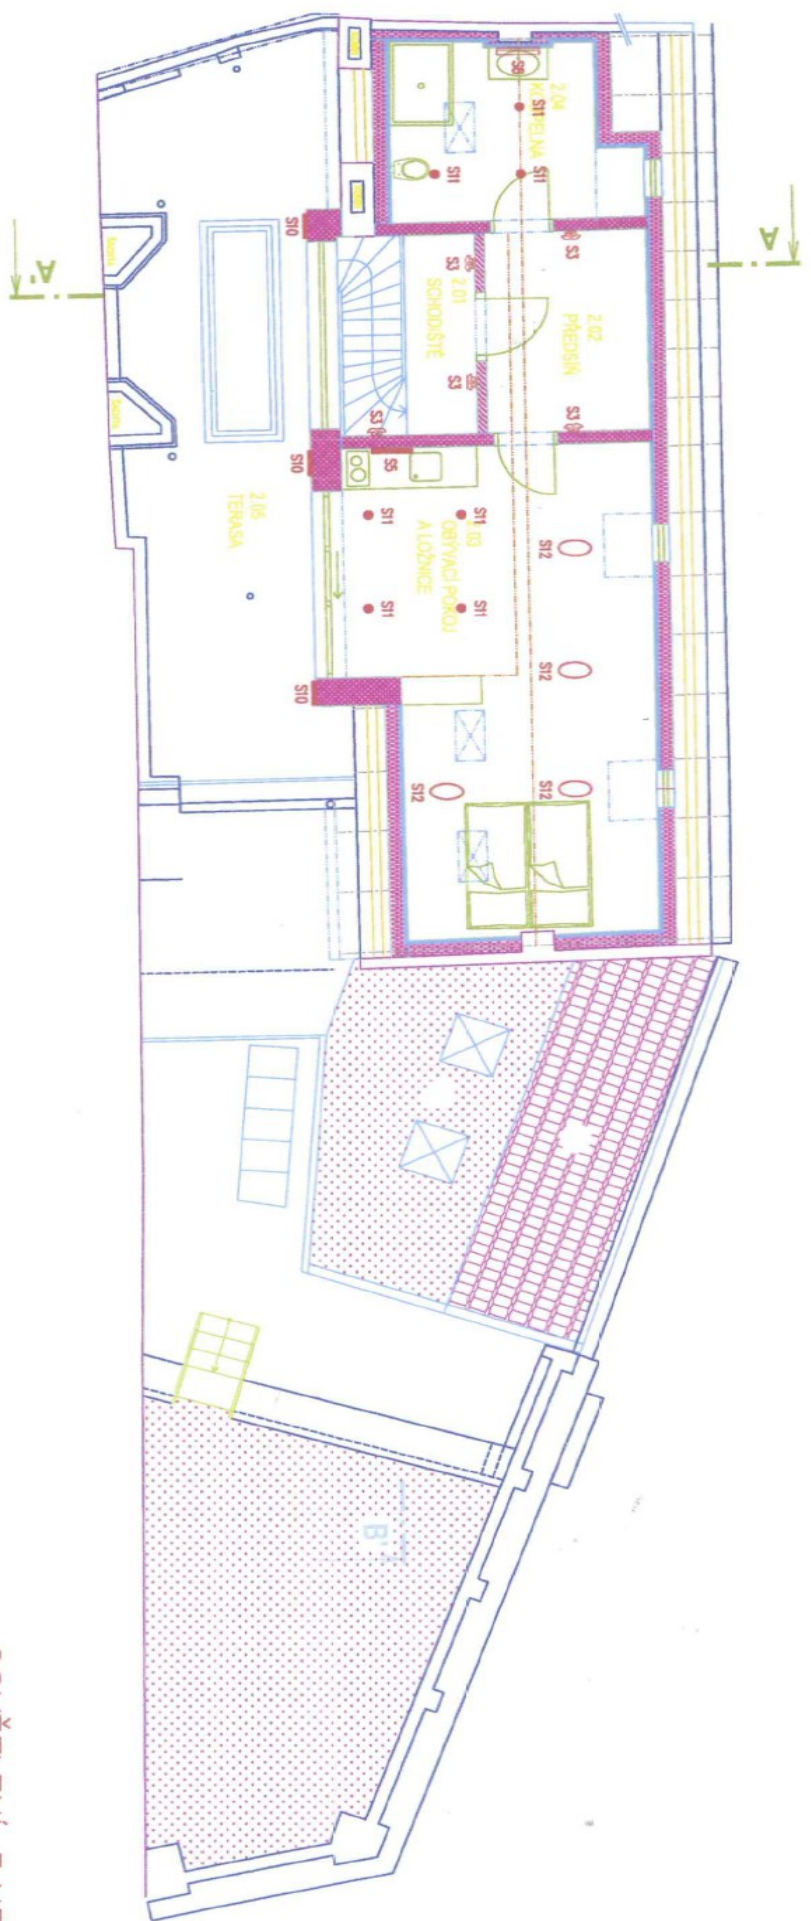 A
S3
S3
2.02
PŘEDSÍŇ
2.04
KOUPELNA
S11
S11
S11
S12
S12
S12
S12
2.01
SCHODIŠTĚ
S3
S3
S3
2.03
OBÝVACÍ POKOJ
A LOŽNICE
S11
S11
S11
S11
S5
S10
S10
S10
2.05
TERASA
A'
B'